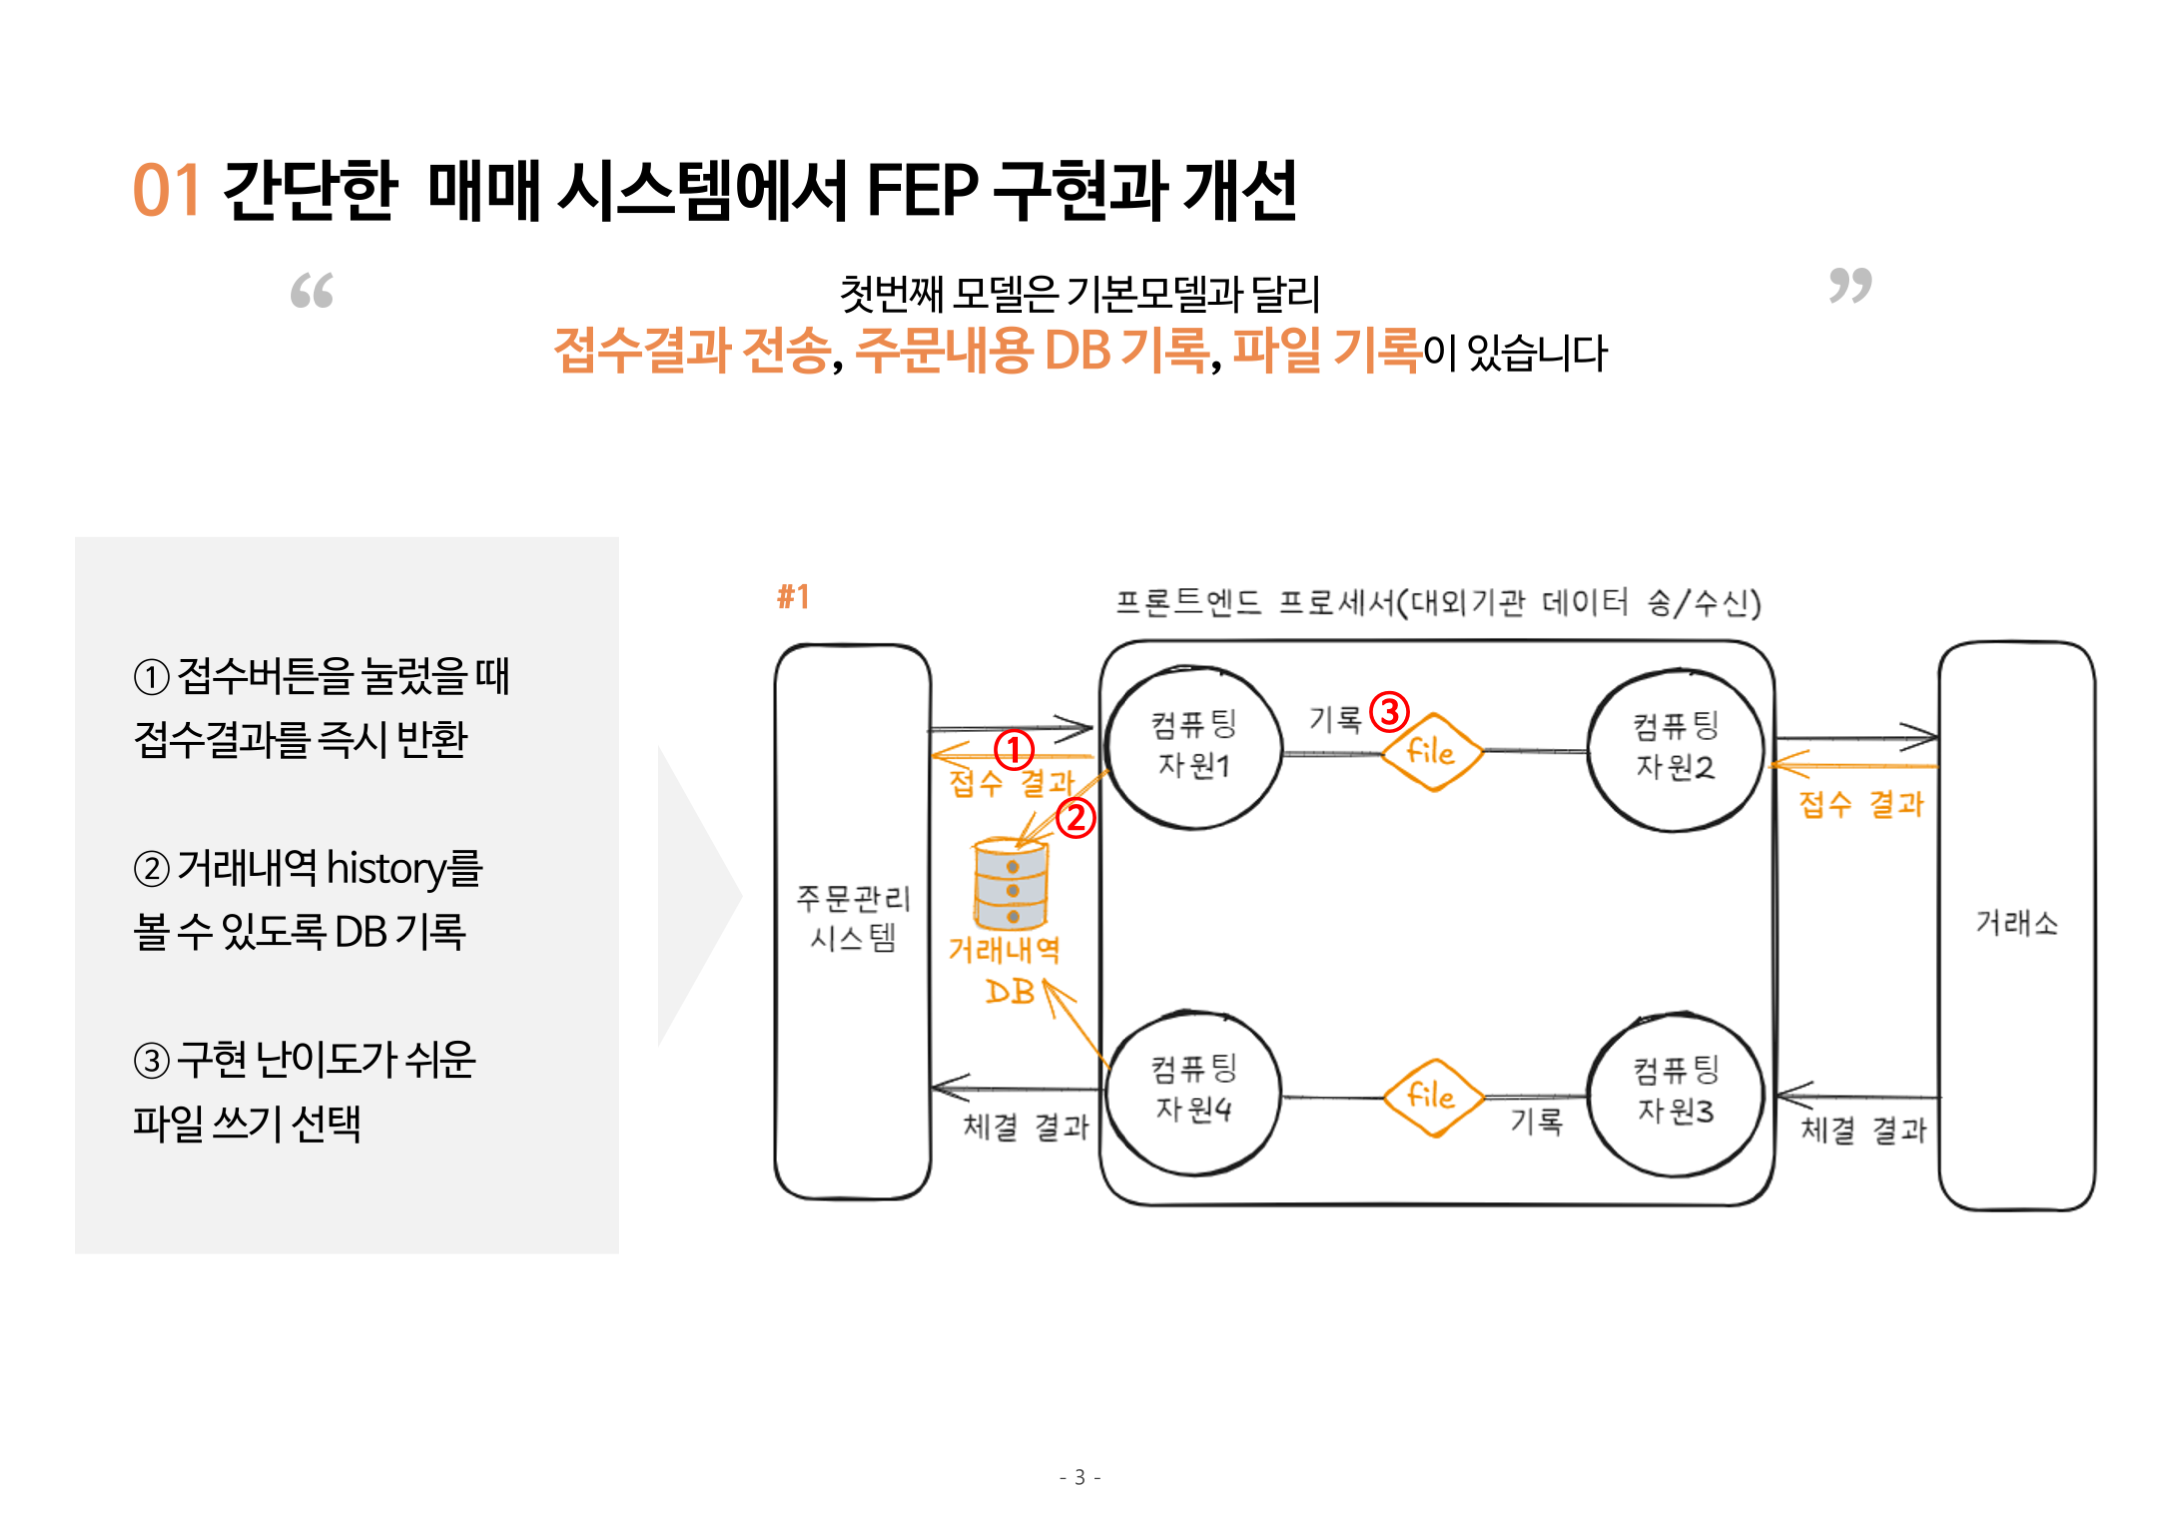 01 간단한 매매 시스템에서 FEP 구현과 개선
“
첫번째 모델은 기본모델과 달리
”
접수결과 전송, 주문내용 DB 기록, 파일 기록이 있습니다
① 접수버튼을 눌렀을 때
접수결과를 즉시 반환
② 거래내역 history를
볼 수 있도록 DB 기록
③ 구현 난이도가 쉬운
파일 쓰기 선택
#1
프론트엔드 프로세서(대외기관 데이터 송/수신)
주문관리
시스템
①
접수 결과
②
거래내역
DB
체결 결과
컴퓨팅
자원1
기록
③
file
컴퓨팅
자원2
컴퓨팅
자원4
file
기록
컴퓨팅
자원3
접수 결과
체결 결과
거래소
- 3 -